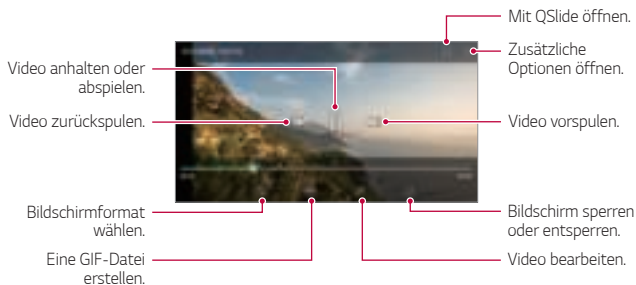 Mit QSlide öffnen.
Zusätzliche
Optionen öffnen.
Video anhalten oder
abspielen.
Video zurückspulen.
Video vorspulen.
Bildschirmformat
wählen.
Bildschirm sperren
oder entsperren.
Eine GIF-Datei
erstellen.
Video bearbeiten.